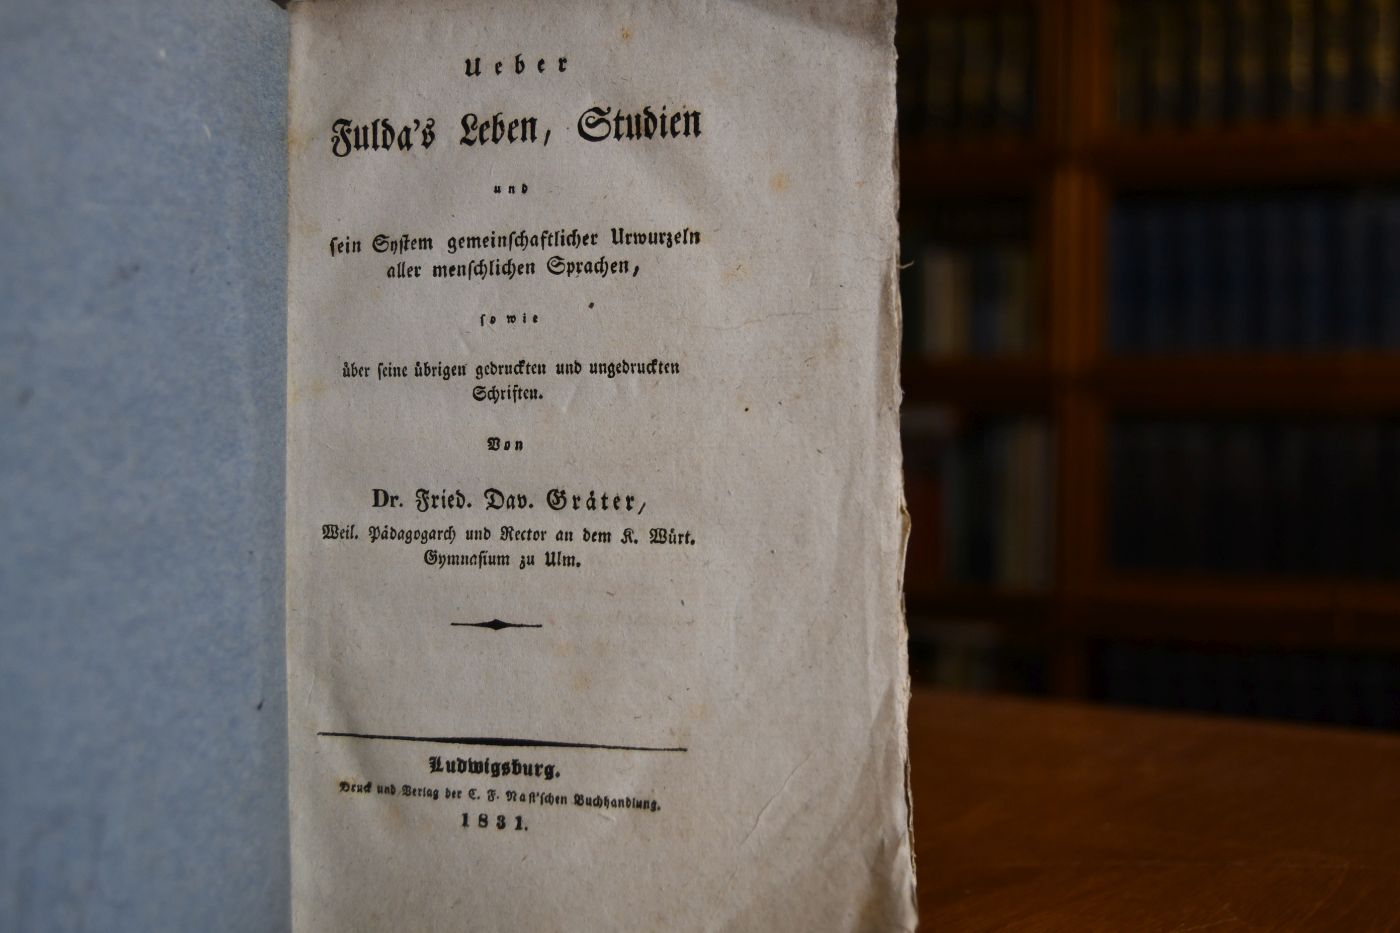 Ueber
Fulda's Leben, Studien
und
sein System gemeinschaftlicher Urwurzeln
aller menschlichen Sprachen,
sowie
über seine übrigen gedruckten und ungedruckten
Schriften.
Von
Dr. Fried. Dav. Gräter,
Weil. Pädagogarch und Rector an dem K. Würt.
Gymnasium zu Ulm.
Ludwigsburg.
Druck und Verlag der C. F. Nast'schen Buchhandlung.
1831.